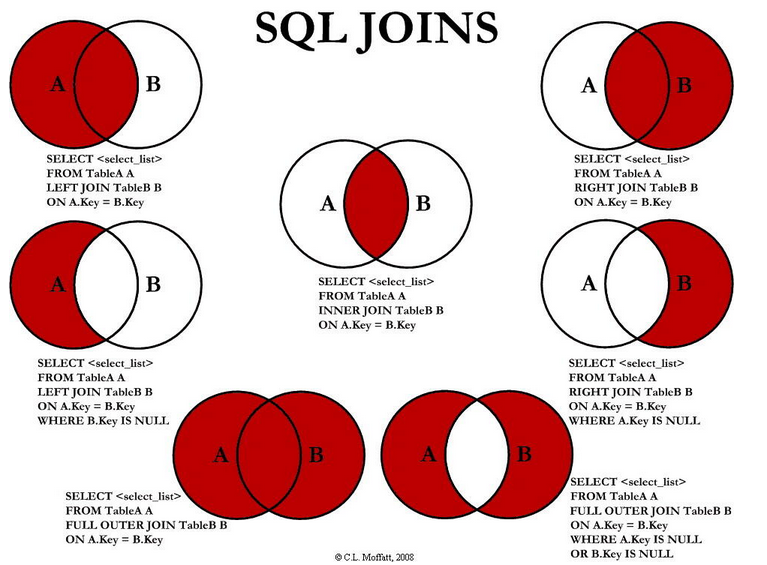 SQL JOINS
A
B
SELECT <select_list>
FROM TableA A
LEFT JOIN TableB B
ON A.Key = B.Key
A
B
SELECT <select_list>
FROM TableA A
RIGHT JOIN TableB B
ON A.Key = B.Key
A
B
SELECT <select_list>
FROM TableA A
INNER JOIN TableB B
ON A.Key = B.Key
A
B
SELECT <select_list>
FROM TableA A
LEFT JOIN TableB B
ON A.Key = B.Key
WHERE B.Key IS NULL
A
B
SELECT <select_list>
FROM TableA A
RIGHT JOIN TableB B
ON A.Key = B.Key
WHERE A.Key IS NULL
A
B
SELECT <select_list>
FROM TableA A
FULL OUTER JOIN TableB B
ON A.Key = B.Key
A
B
SELECT <select_list>
FROM TableA A
FULL OUTER JOIN TableB B
ON A.Key = B.Key
WHERE A.Key IS NULL
OR B.Key IS NULL
© C.L. Moffatt, 2008